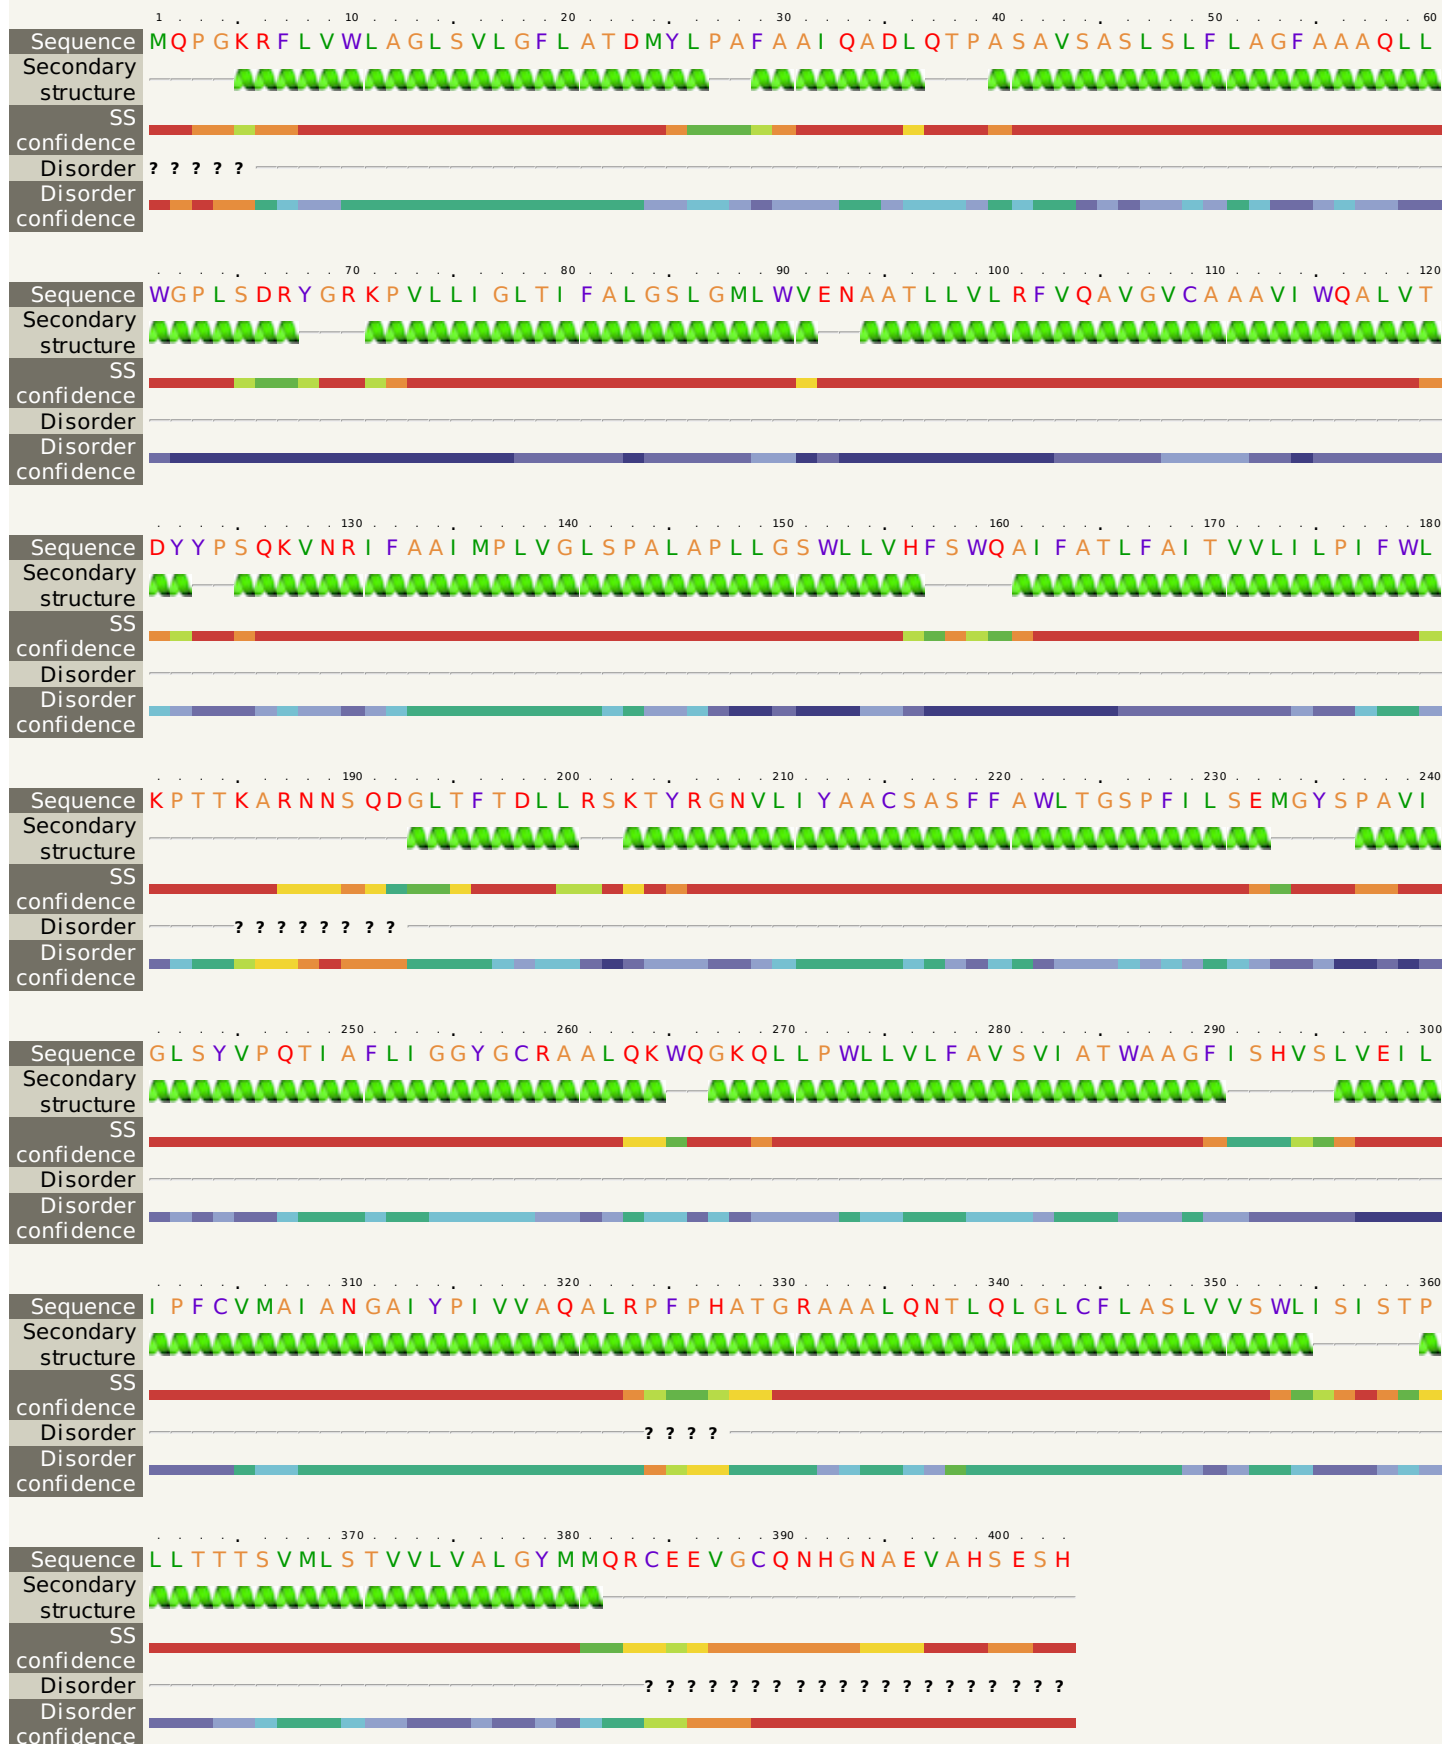 1 . . . . . . . 10 . . . . . . . . 20 . . . . . . . . 30 . . . . . . . . 40 . . . . . . . . 50 . . . . . . . . 60
Sequence MQPGKRFLVWLAGLSVLGFLATDMYLPAFAAIQADLQTPASAVSASLSLFLAGFAAAQLL
Secondary
structure
SS
confidence
Disorder ? ? ? ? ?
Disorder
confidence
. . . . . . . . 70 . . . . . . . . 80 . . . . . . . . 90 . . . . . . . . 100 . . . . . . . . 110 . . . . . . . . 120
Sequence WGPLSDRYGRKPVLLIGLTIFALGSLGMLWVENAATLLVLRFVQAVGVCAAAVIWQALVT
Secondary
structure
SS
confidence
Disorder
Disorder
confidence
. . . . . . . . 130 . . . . . . . . 140 . . . . . . . . 150 . . . . . . . . 160 . . . . . . . . 170 . . . . . . . . 180
Sequence DYYPSQKVNRIFAAIMPLVGLSPALAPLLGSWLLVHFSWQAIFATLFAITVVLILPIFWL
Secondary
structure
SS
confidence
Disorder
Disorder
confidence
. . . . . . . . 190 . . . . . . . . 200 . . . . . . . . 210 . . . . . . . . 220 . . . . . . . . 230 . . . . . . . . 240
Sequence KPTTKARNNSQDGLTFTDLLRSKTYRGNVLIYAACSASFFAWLTGSPFILSEMGYSPAVI
Secondary
structure
SS
confidence
Disorder ? ? ? ? ? ? ? ?
Disorder
confidence
. . . . . . . . 250 . . . . . . . . 260 . . . . . . . . 270 . . . . . . . . 280 . . . . . . . . 290 . . . . . . . . 300
Sequence GLSYVPQTIAFLIGGYGCRAALQKWQGKQLLPWLLVLFAVSVIATWAAGFISHVSLVEIL
Secondary
structure
SS
confidence
Disorder
Disorder
confidence
. . . . . . . . 310 . . . . . . . . 320 . . . . . . . . 330 . . . . . . . . 340 . . . . . . . . 350 . . . . . . . . 360
Sequence IPFCVMAIANGAIYPIVVAQALRPFPHATGRAAALQNTLQLGLCFLASLVVSWLISISTP
Secondary
structure
SS
confidence
Disorder ? ? ? ?
Disorder
confidence
. . . . . . . . 370 . . . . . . . . 380 . . . . . . . . 390 . . . . . . . . 400 . . .
Sequence LLTTTSVMLSTVVLVALGYMMQRCEEVGCQNHGNAEVAHSESH
Secondary
structure
SS
confidence
Disorder ? ? ? ? ? ? ? ? ? ? ? ? ? ? ? ? ? ? ? ?
Disorder
confidence